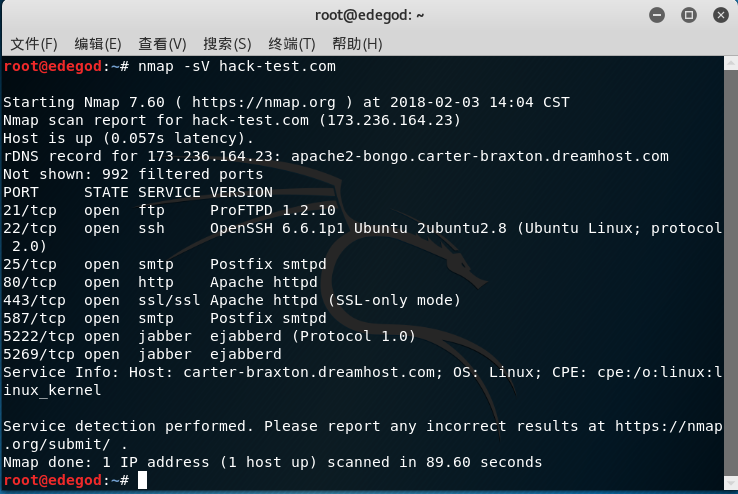 root@edegod: ~
文件(F) 编辑(E) 查看(V) 搜索(S) 终端(T) 帮助(H)
root@edegod:~# nmap -sV hack-test.com
Starting Nmap 7.60 ( https://nmap.org ) at 2018-02-03 14:04 CST
Nmap scan report for hack-test.com (173.236.164.23)
Host is up (0.057s latency).
rDNS record for 173.236.164.23: apache2-bongo.carter-braxton.dreamhost.com
Not shown: 992 filtered ports
PORT     STATE SERVICE VERSION
21/tcp   open  ftp     ProFTPD 1.2.10
22/tcp   open  ssh     OpenSSH 6.6.1p1 Ubuntu 2ubuntu2.8 (Ubuntu Linux; protocol
 2.0)
25/tcp   open  smtp    Postfix smtpd
80/tcp   open  http    Apache httpd
443/tcp  open  ssl/ssl Apache httpd (SSL-only mode)
587/tcp  open  smtp    Postfix smtpd
5222/tcp open  jabber  ejabberd (Protocol 1.0)
5269/tcp open  jabber  ejabberd
Service Info: Host: carter-braxton.dreamhost.com; OS: Linux; CPE: cpe:/o:linux:l
inux_kernel
Service detection performed. Please report any incorrect results at https://nmap
.org/submit/ .
Nmap done: 1 IP address (1 host up) scanned in 89.60 seconds
root@edegod:~#